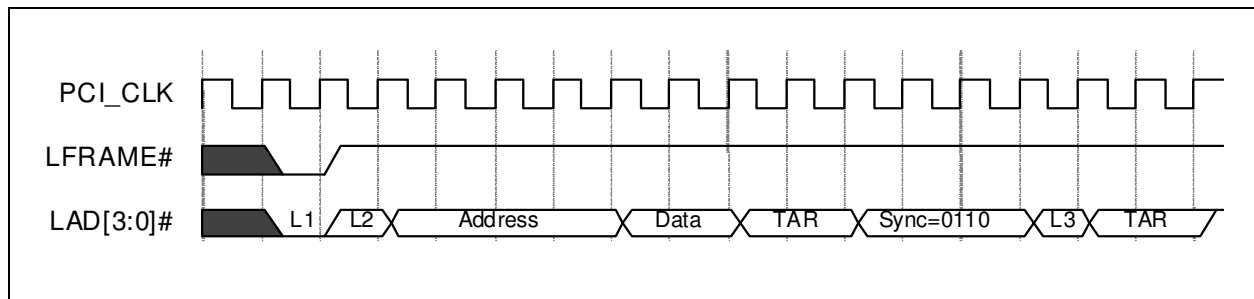 PCI_CLK
LFRAME#
LAD[3:0]# L1 L2 Address Data TAR Sync=0110 L3 TAR